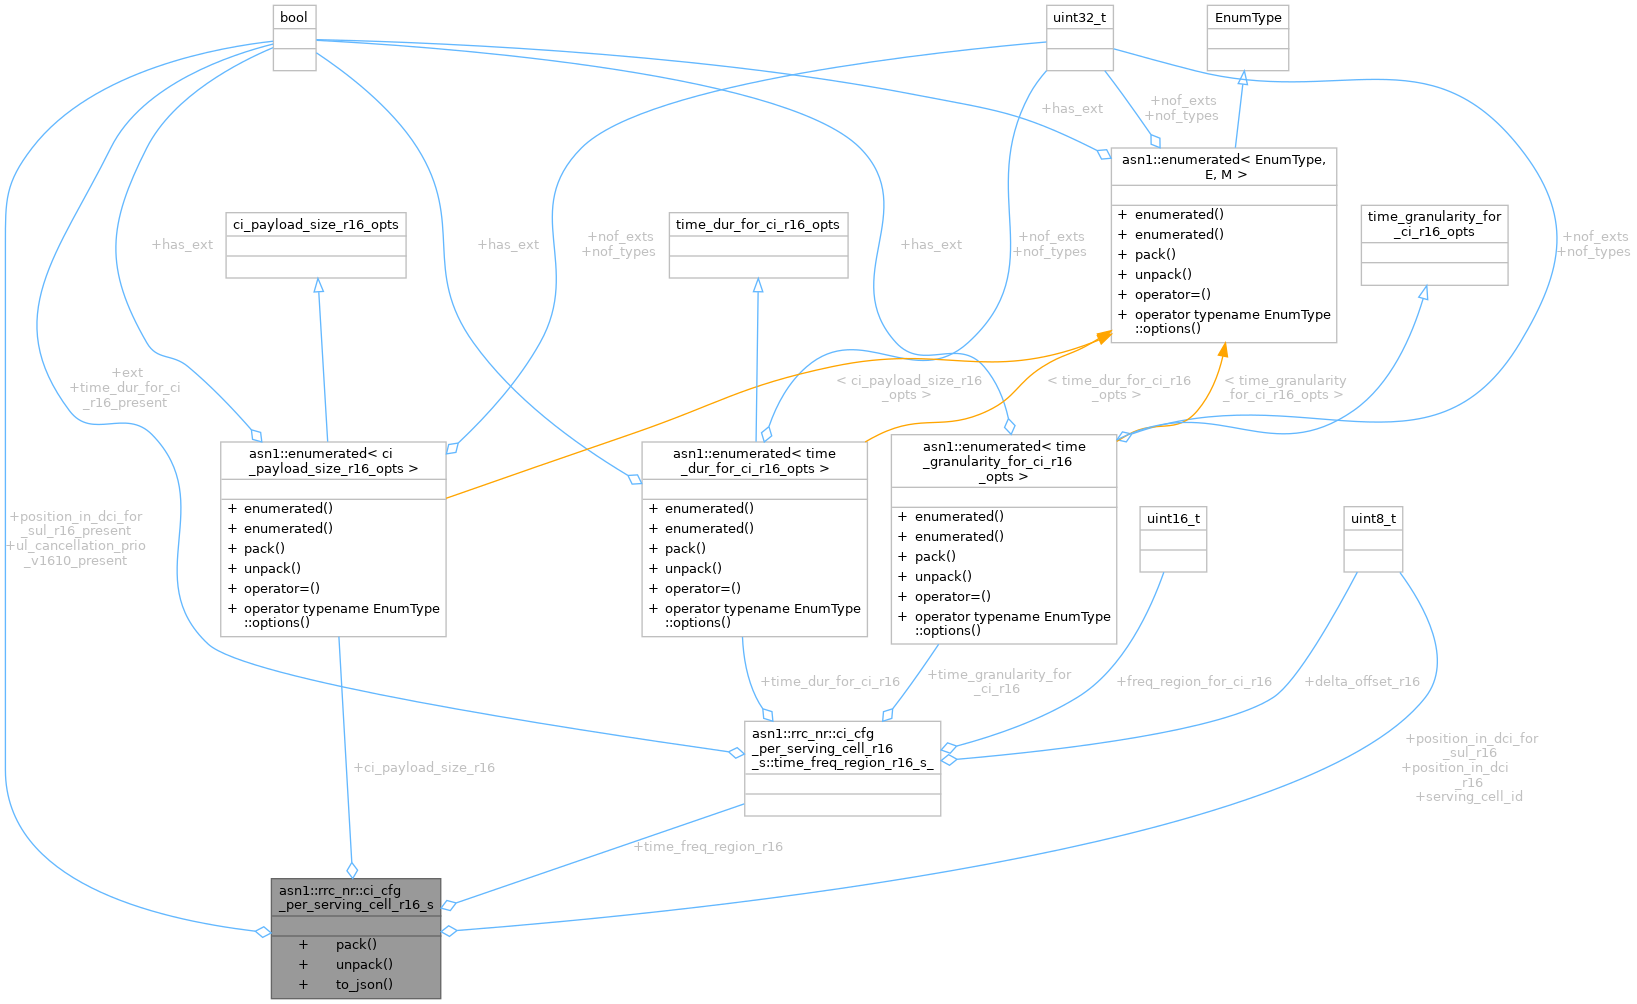 bool
uint32_t
EnumType
+has_ext
+nof_exts
+nof_types
asn1::enumerated< EnumType,
E, M >
+ enumerated()
+ enumerated()
+ pack()
+ unpack()
+ operator=()
+ operator typename EnumType
::options()
ci_payload_size_r16_opts
time_dur_for_ci_r16_opts
time_granularity_for
_ci_r16_opts
+has_ext
+has_ext
+nof_exts
+nof_types
+has_ext
+nof_exts
+nof_types
+nof_exts
+nof_types
+ext
+time_dur_for_ci
_r16_present
< ci_payload_size_r16
_opts >
< time_dur_for_ci_r16
_opts >
< time_granularity
_for_ci_r16_opts >
asn1::enumerated< ci
_payload_size_r16_opts >
+ enumerated()
+ enumerated()
+ pack()
+ unpack()
+ operator=()
+ operator typename EnumType
::options()
asn1::enumerated< time
_dur_for_ci_r16_opts >
+ enumerated()
+ enumerated()
+ pack()
+ unpack()
+ operator=()
+ operator typename EnumType
::options()
asn1::enumerated< time
_granularity_for_ci_r16
_opts >
+ enumerated()
+ enumerated()
+ pack()
+ unpack()
+ operator=()
+ operator typename EnumType
::options()
uint16_t
uint8_t
+position_in_dci_for
_sul_r16_present
+ul_cancellation_prio
_v1610_present
+time_dur_for_ci_r16
+time_granularity_for
_ci_r16
+freq_region_for_ci_r16
+delta_offset_r16
asn1::rrc_nr::ci_cfg
_per_serving_cell_r16
_s::time_freq_region_r16_s_
+ci_payload_size_r16
+position_in_dci_for
_sul_r16
+position_in_dci
_r16
+serving_cell_id
+time_freq_region_r16
asn1::rrc_nr::ci_cfg
_per_serving_cell_r16_s
+ pack()
+ unpack()
+ to_json()